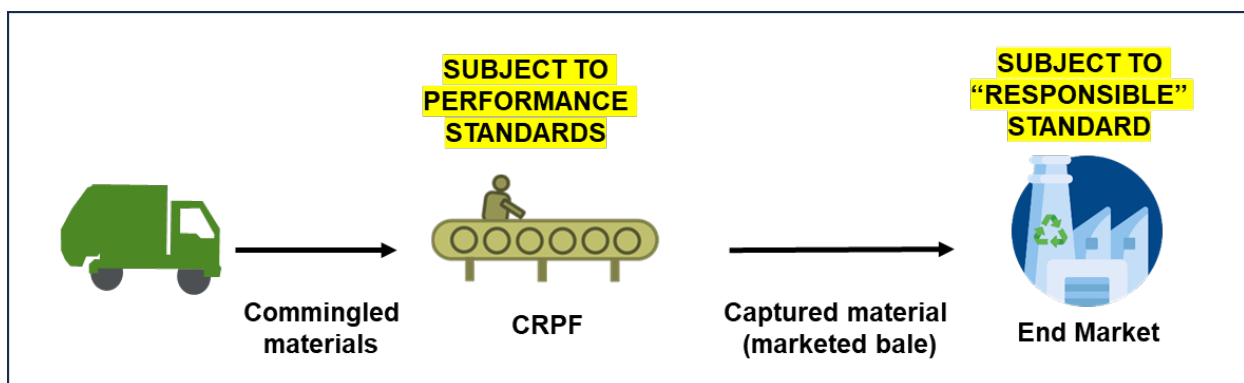 SUBJECT TO
PERFORMANCE
STANDARDS
SUBJECT TO
“RESPONSIBLE”
STANDARD
Commingled
materials
CRPF
Captured material
(marketed bale)
End Market